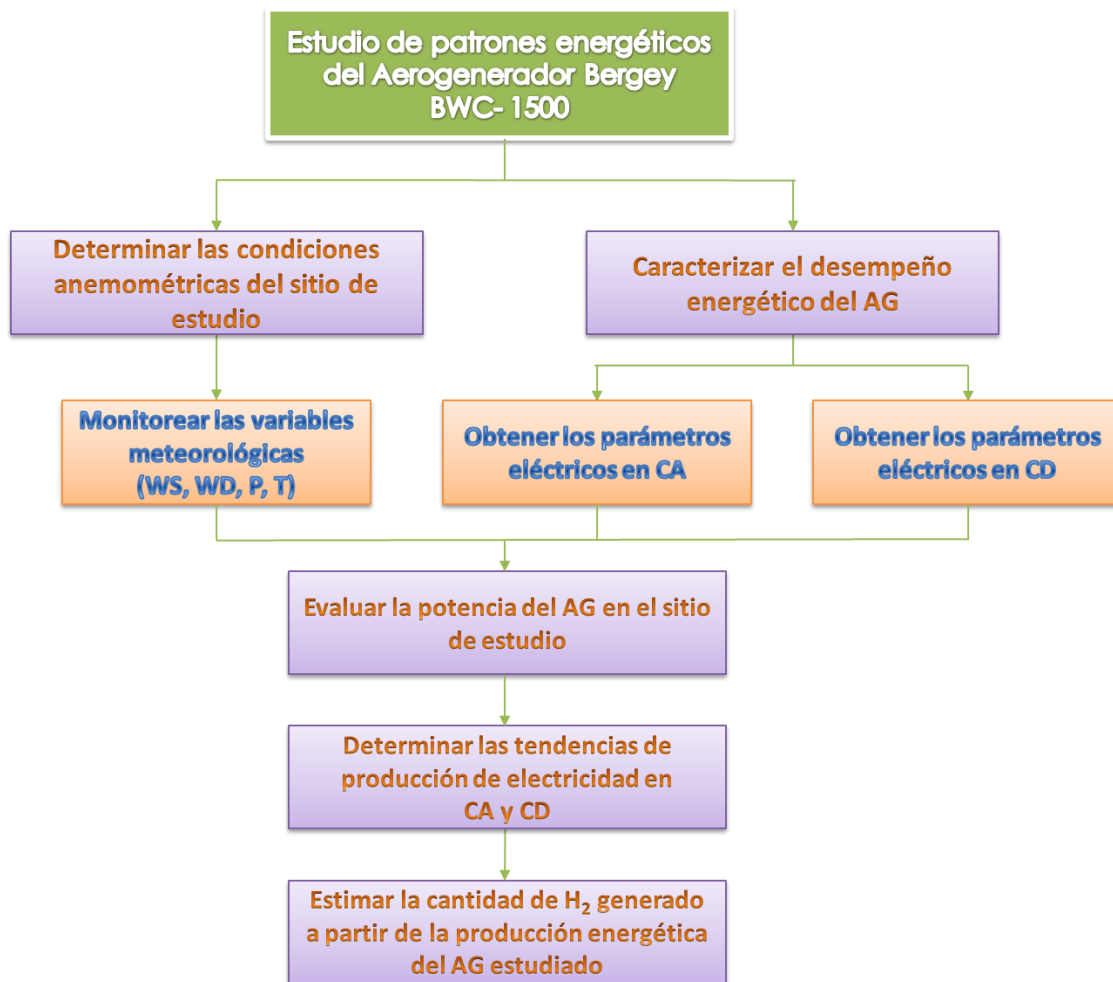 Estudio de patrones energéticos
del Aerogenerador Bergey
BWC- 1500
Determinar las condiciones
anemométricas del sitio de
estudio
Caracterizar el desempeño
energético del AG
Monitorear las variables
meteorológicas
(WS, WD, P, T)
Obtener los parámetros
eléctricos en CA
Obtener los parámetros
eléctricos en CD
Evaluar la potencia del AG en el sitio
de estudio
Determinar las tendencias de
producción de electricidad en
CA y CD
Estimar la cantidad de H₂ generado
a partir de la producción energética
del AG estudiado